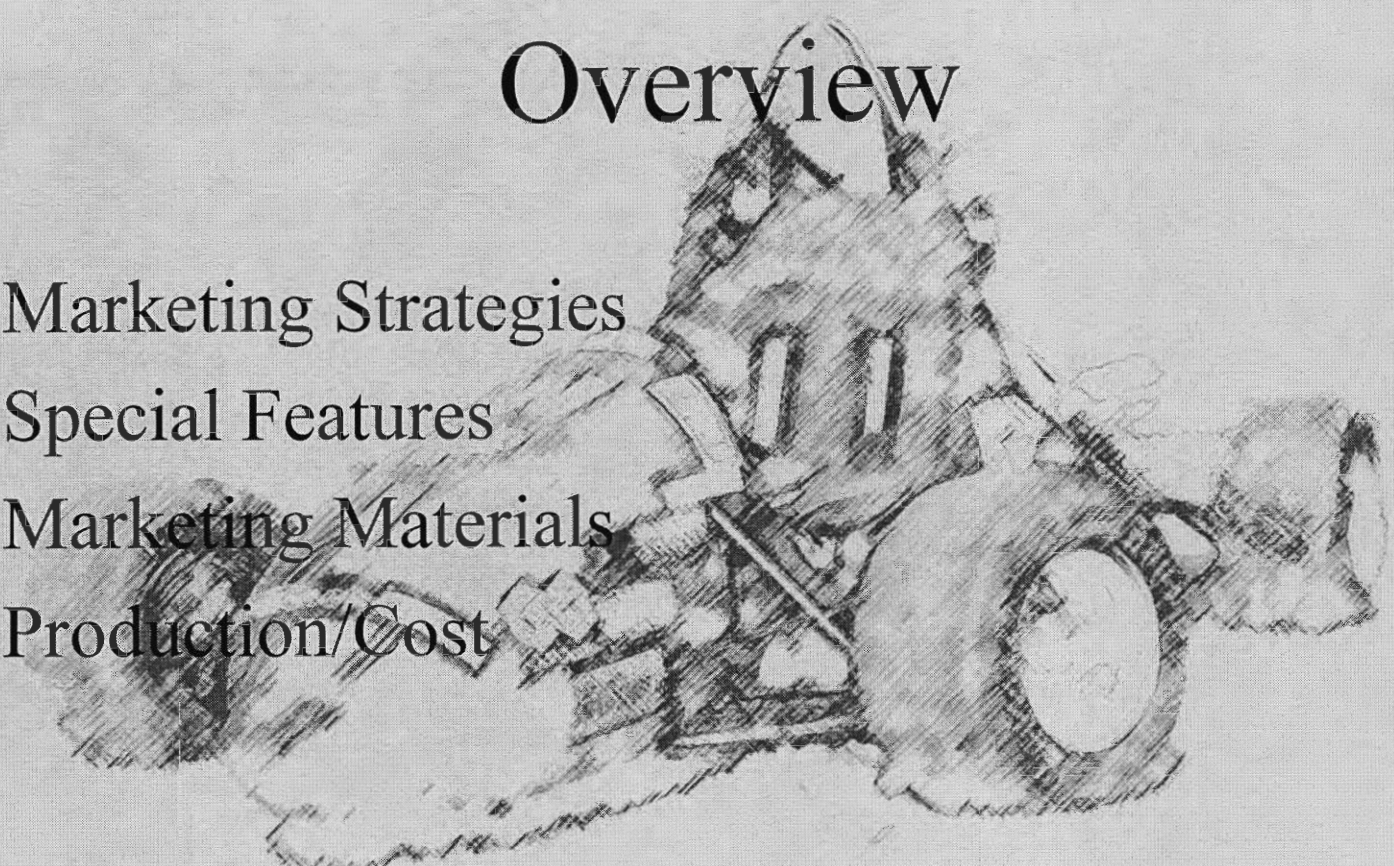 Overview
Marketing Strategies
Special Features
Marketing Materials
Production/Cost